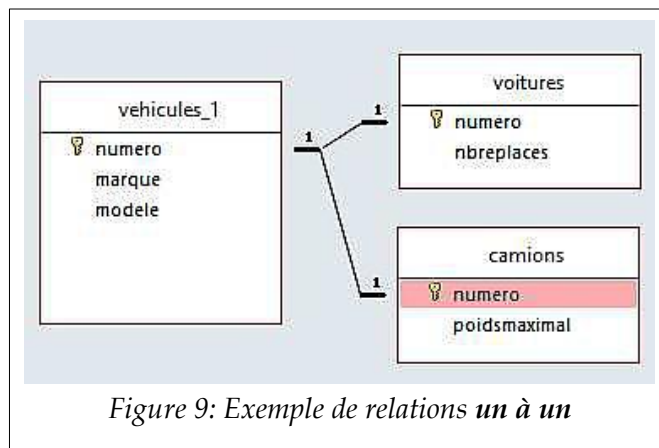 vehicules_1
numero
marque
modele
1
1
1
voitures
numero
nbreplaces
camions
numero
poidsmaximal
Figure 9: Exemple de relations un à un